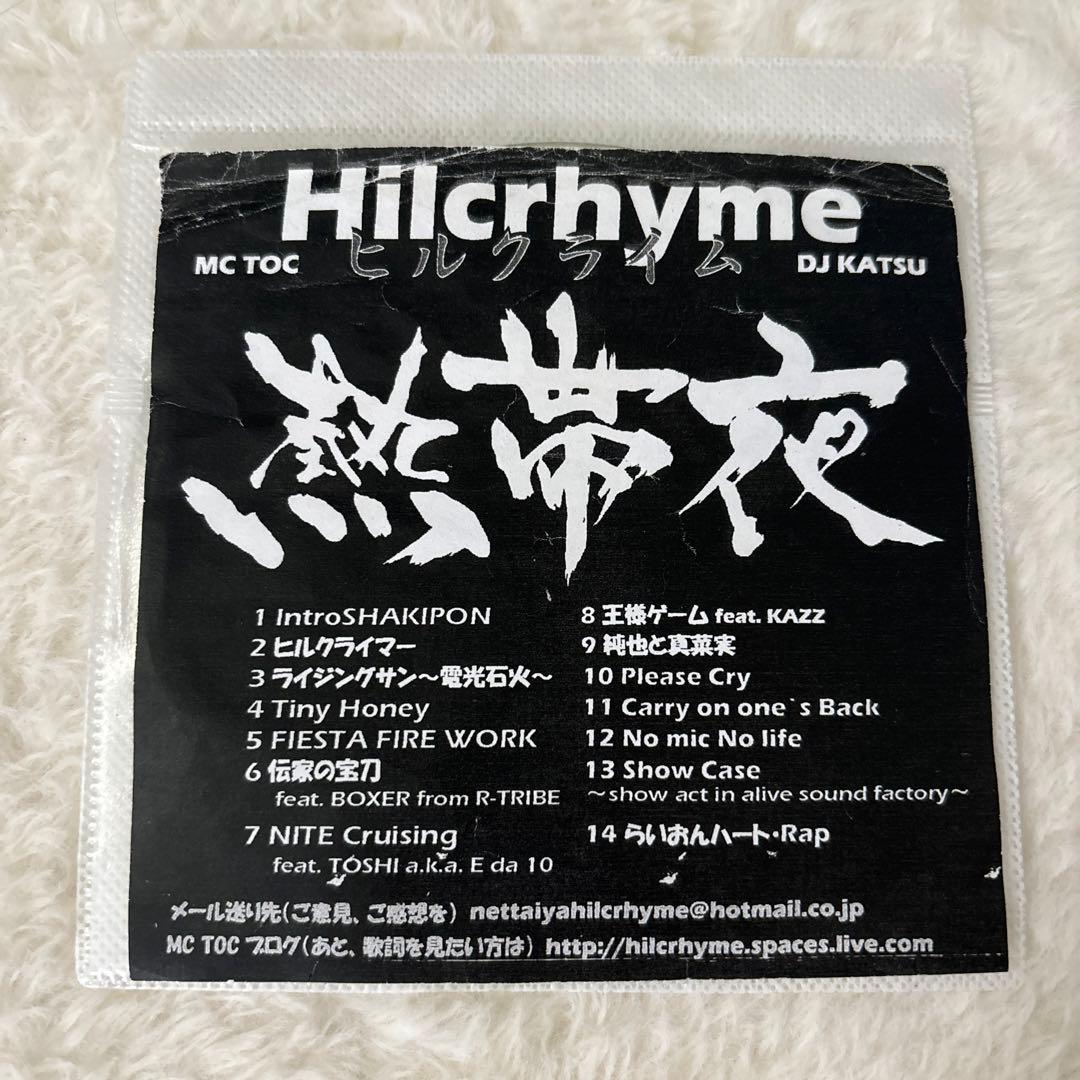 Hilcrhyme
MC TOC ヒルクライム DJ KATSU
熱帯夜
1 IntroSHAKIPON
2 ヒルクライマー
3 ライジングサン〜電光石火〜
4 Tiny Honey
5 FIESTA FIRE WORK
6 伝家の宝刀
feat. BOXER from R-TRIBE
7 NITE Cruising
feat. TOSHI a.k.a. E da 10
8 王様ゲーム feat. KAZZ
9 純也と真菜実
10 Please Cry
11 Carry on one`s Back
12 No mic No life
13 Show Case
〜show act in alive sound factory〜
14 らいおんハート・Rap
メール送り先(ご意見、ご感想を) nettaiyahilcrhyme@hotmail.co.jp
MC TOC ブログ(あと、歌詞を見たい方は) http://hilcrhyme.spaces.live.com